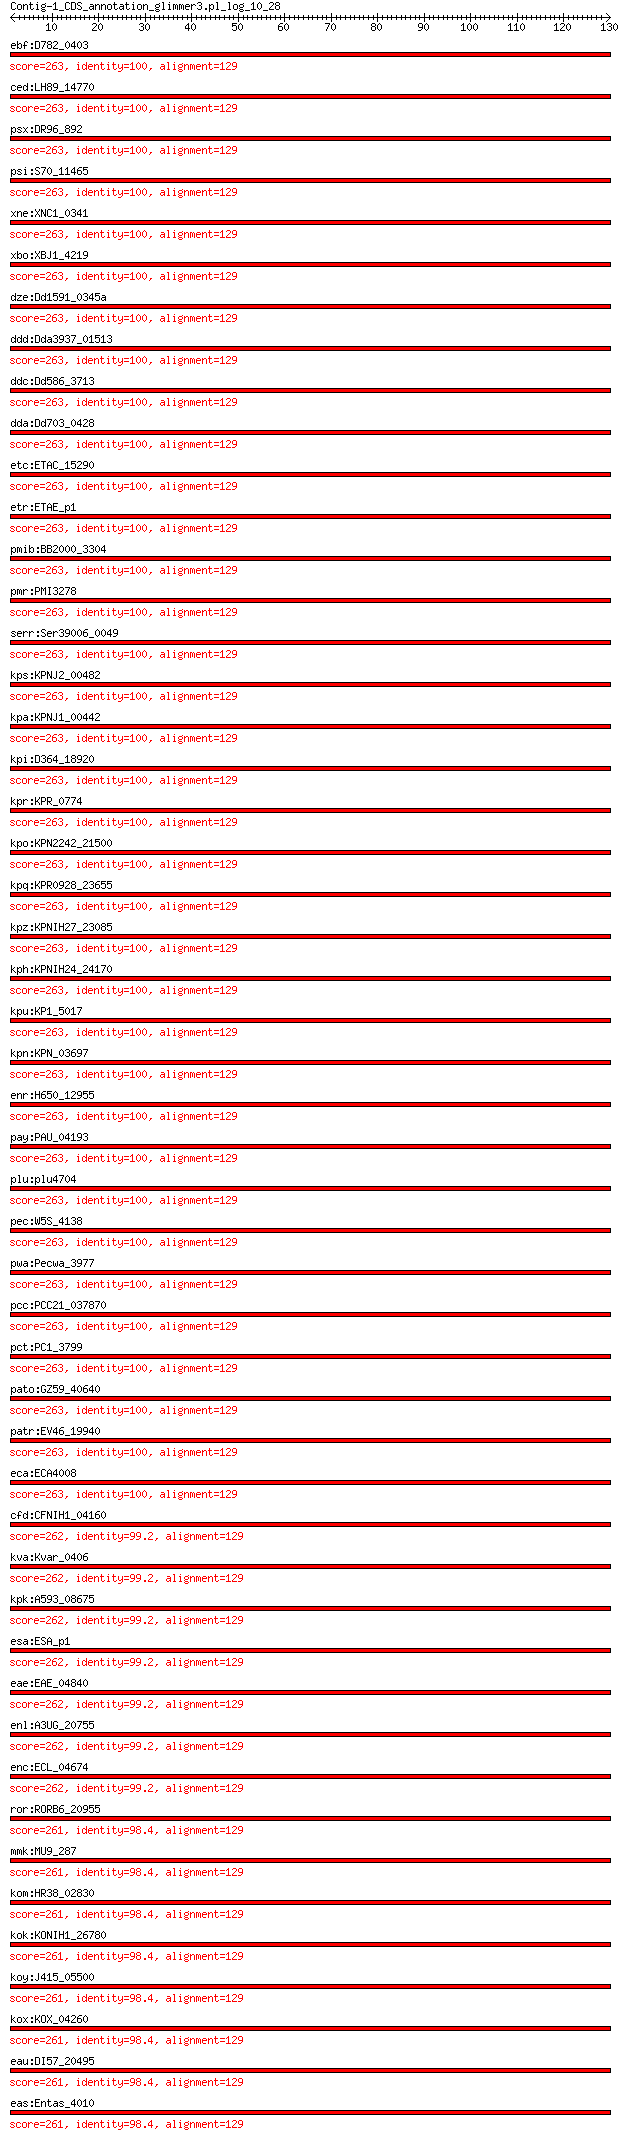 Contig-1_CDS_annotation_glimmer3.pl_log_10_28
10 20 30 40 50 60 70 80 90 100 110 120 130
ebf:D782_0403
score=263, identity=100, alignment=129
ced:LH89_14770
score=263, identity=100, alignment=129
psx:DR96_892
score=263, identity=100, alignment=129
psi:S70_11465
score=263, identity=100, alignment=129
xne:XNC1_0341
score=263, identity=100, alignment=129
xbo:XBJ1_4219
score=263, identity=100, alignment=129
dze:Dd1591_0345a
score=263, identity=100, alignment=129
ddd:Dda3937_01513
score=263, identity=100, alignment=129
ddc:Dd586_3713
score=263, identity=100, alignment=129
dda:Dd703_0428
score=263, identity=100, alignment=129
etc:ETAC_15290
score=263, identity=100, alignment=129
etr:ETAE_p1
score=263, identity=100, alignment=129
pmib:BB2000_3304
score=263, identity=100, alignment=129
pmr:PMI3278
score=263, identity=100, alignment=129
serr:Ser39006_0049
score=263, identity=100, alignment=129
kps:KPNJ2_00482
score=263, identity=100, alignment=129
kpa:KPNJ1_00442
score=263, identity=100, alignment=129
kpi:D364_18920
score=263, identity=100, alignment=129
kpr:KPR_0774
score=263, identity=100, alignment=129
kpo:KPN2242_21500
score=263, identity=100, alignment=129
kpq:KPR0928_23655
score=263, identity=100, alignment=129
kpz:KPNIH27_23085
score=263, identity=100, alignment=129
kph:KPNIH24_24170
score=263, identity=100, alignment=129
kpu:KP1_5017
score=263, identity=100, alignment=129
kpn:KPN_03697
score=263, identity=100, alignment=129
enr:H650_12955
score=263, identity=100, alignment=129
pay:PAU_04193
score=263, identity=100, alignment=129
plu:plu4704
score=263, identity=100, alignment=129
pec:W5S_4138
score=263, identity=100, alignment=129
pwa:Pecwa_3977
score=263, identity=100, alignment=129
pcc:PCC21_037870
score=263, identity=100, alignment=129
pct:PC1_3799
score=263, identity=100, alignment=129
pato:GZ59_40640
score=263, identity=100, alignment=129
patr:EV46_19940
score=263, identity=100, alignment=129
eca:ECA4008
score=263, identity=100, alignment=129
cfd:CFNIH1_04160
score=262, identity=99.2, alignment=129
kva:Kvar_0406
score=262, identity=99.2, alignment=129
kpk:A593_08675
score=262, identity=99.2, alignment=129
esa:ESA_p1
score=262, identity=99.2, alignment=129
eae:EAE_04840
score=262, identity=99.2, alignment=129
enl:A3UG_20755
score=262, identity=99.2, alignment=129
enc:ECL_04674
score=262, identity=99.2, alignment=129
ror:RORB6_20955
score=261, identity=98.4, alignment=129
mmk:MU9_287
score=261, identity=98.4, alignment=129
kom:HR38_02830
score=261, identity=98.4, alignment=129
kok:KONIH1_26780
score=261, identity=98.4, alignment=129
koy:J415_05500
score=261, identity=98.4, alignment=129
kox:KOX_04260
score=261, identity=98.4, alignment=129
eau:DI57_20495
score=261, identity=98.4, alignment=129
eas:Entas_4010
score=261, identity=98.4, alignment=129